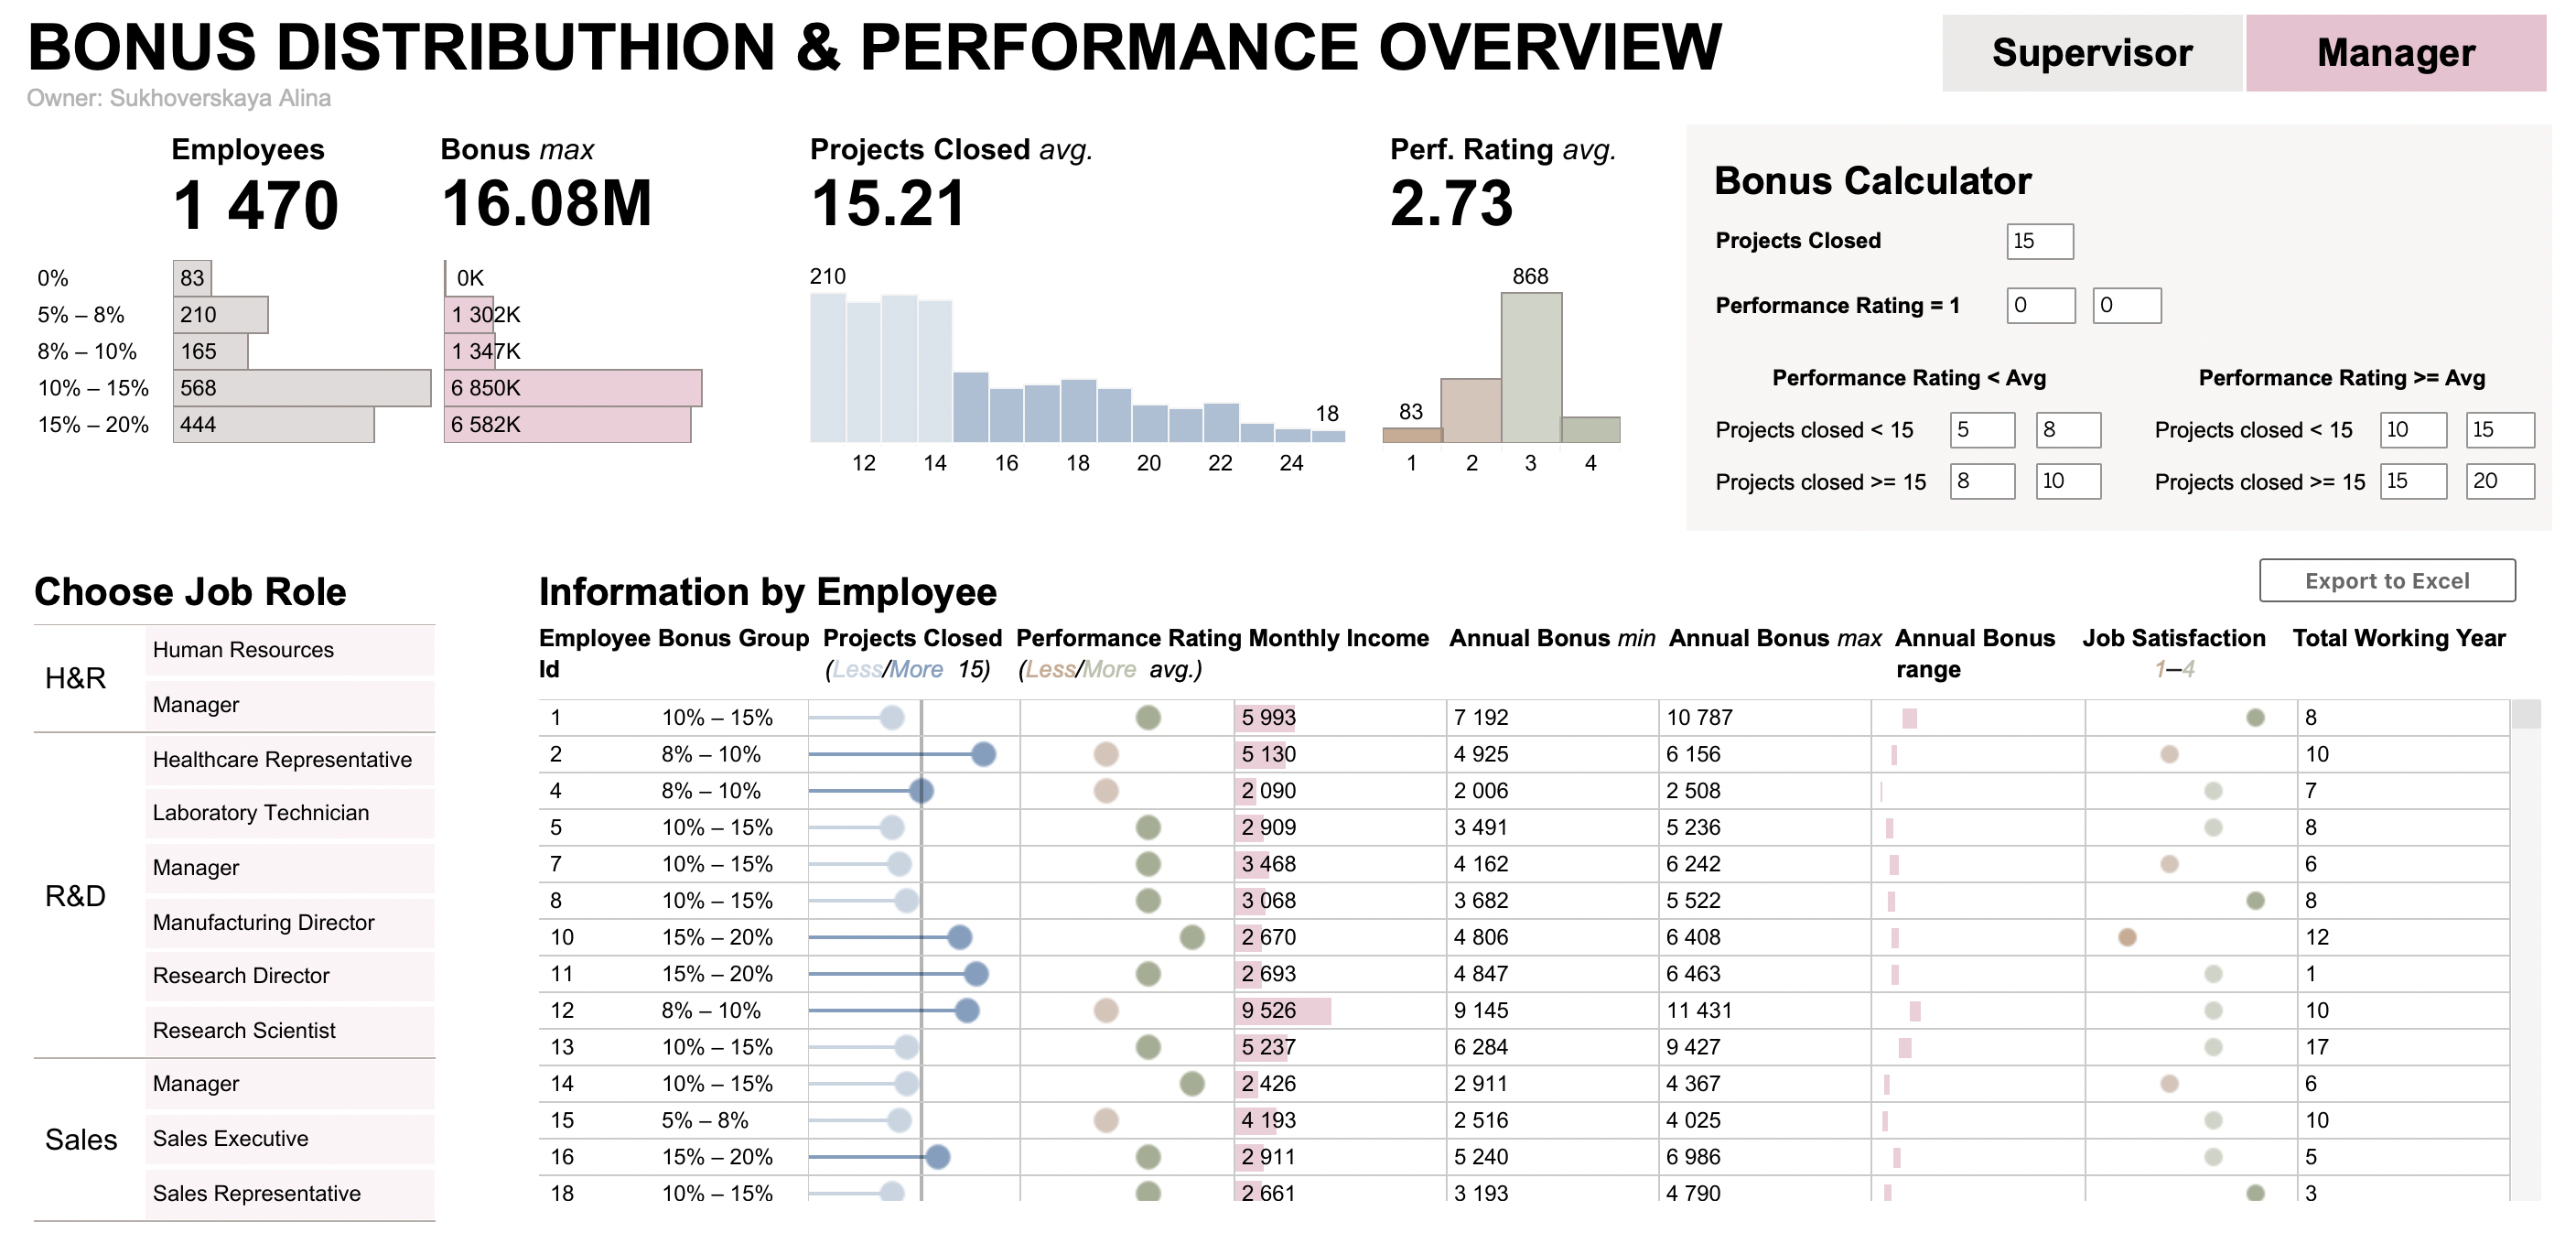 BONUS DISTRIBUTHION & PERFORMANCE OVERVIEW
Owner: Sukhoverskaya Alina
Supervisor
Manager
Employees
1 470
0% 83
5% – 8% 210
8% – 10% 165
10% – 15% 568
15% – 20% 444
Bonus max
16.08M
0K
1 302K
1 347K
6 850K
6 582K
Projects Closed avg.
15.21
210
18
12 14 16 18 20 22 24
Perf. Rating avg.
2.73
868
83
1 2 3 4
Bonus Calculator
Projects Closed 15
Performance Rating = 1 0 0
Performance Rating < Avg
Projects closed < 15 5 8
Projects closed >= 15 8 10
Performance Rating >= Avg
Projects closed < 15 10 15
Projects closed >= 15 15 20
Choose Job Role
H&R
Human Resources
Manager
R&D
Healthcare Representative
Laboratory Technician
Manager
Manufacturing Director
Research Director
Research Scientist
Sales
Manager
Sales Executive
Sales Representative
Information by Employee
Export to Excel
Employee Bonus Group Projects Closed Performance Rating Monthly Income Annual Bonus min Annual Bonus max Annual Bonus Job Satisfaction Total Working Year
Id (Less/More 15) (Less/More avg.) range 1–4
1 10% – 15% 5 993 7 192 10 787 8
2 8% – 10% 5 130 4 925 6 156 10
4 8% – 10% 2 090 2 006 2 508 7
5 10% – 15% 2 909 3 491 5 236 8
7 10% – 15% 3 468 4 162 6 242 6
8 10% – 15% 3 068 3 682 5 522 8
10 15% – 20% 2 670 4 806 6 408 12
11 15% – 20% 2 693 4 847 6 463 1
12 8% – 10% 9 526 9 145 11 431 10
13 10% – 15% 5 237 6 284 9 427 17
14 10% – 15% 2 426 2 911 4 367 6
15 5% – 8% 4 193 2 516 4 025 10
16 15% – 20% 2 911 5 240 6 986 5
18 10% – 15% 2 661 3 193 4 790 3